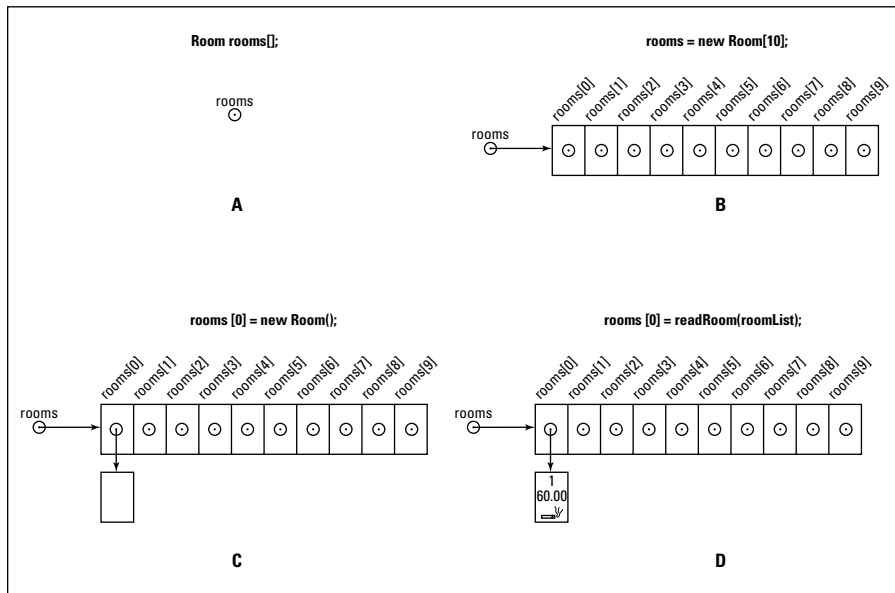 Room rooms[];
rooms
A
rooms = new Room[10];
rooms[0]
rooms[1]
rooms[2]
rooms[3]
rooms[4]
rooms[5]
rooms[6]
rooms[7]
rooms[8]
rooms[9]
rooms
B
rooms [0] = new Room();
rooms[0]
rooms[1]
rooms[2]
rooms[3]
rooms[4]
rooms[5]
rooms[6]
rooms[7]
rooms[8]
rooms[9]
rooms
C
rooms [0] = readRoom(roomList);
rooms[0]
rooms[1]
rooms[2]
rooms[3]
rooms[4]
rooms[5]
rooms[6]
rooms[7]
rooms[8]
rooms[9]
rooms
1
60.00
D